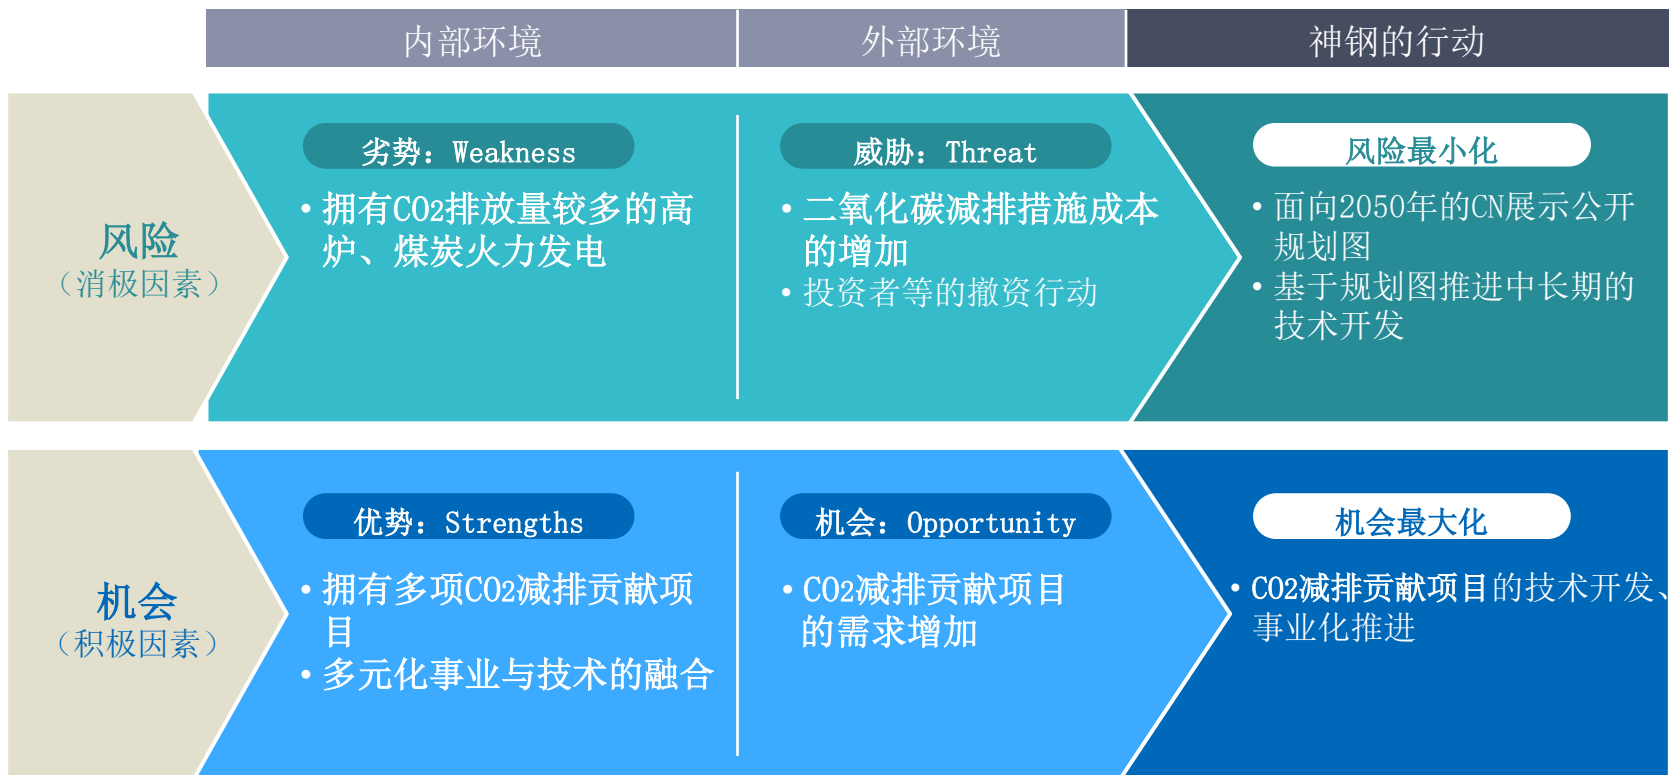 内部环境
外部环境
神钢的行动
风险
（消极因素）
劣势：Weakness
• 拥有CO2排放量较多的高
炉、煤炭火力发电
威胁：Threat
• 二氧化碳减排措施成本
的增加
• 投资者等的撤资行动
风险最小化
• 面向2050年的CN展示公开
规划图
• 基于规划图推进中长期的
技术开发
机会
（积极因素）
优势：Strengths
• 拥有多项CO2减排贡献项
目
• 多元化事业与技术的融合
机会：Opportunity
• CO2减排贡献项目
的需求增加
机会最大化
• CO2减排贡献项目的技术开发、
事业化推进